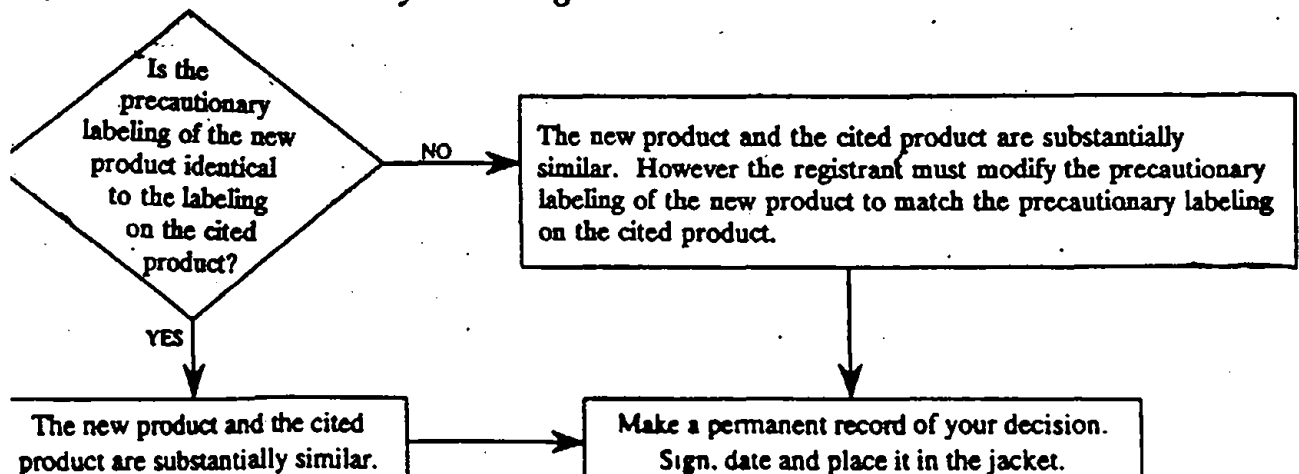 Is the
precautionary
labeling of the new
product identical
to the labeling
on the cited
product?
NO
The new product and the cited product are substantially
similar. However the registrant must modify the precautionary
labeling of the new product to match the precautionary labeling
on the cited product.
YES
The new product and the cited
product are substantially similar.
Make a permanent record of your decision.
Sign, date and place it in the jacket.